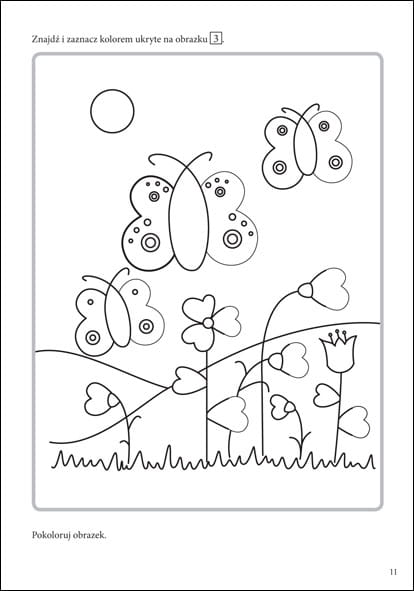 Znajdź i zaznacz kolorem ukryte na obrazku 3.
Pokoloruj obrazek.
11